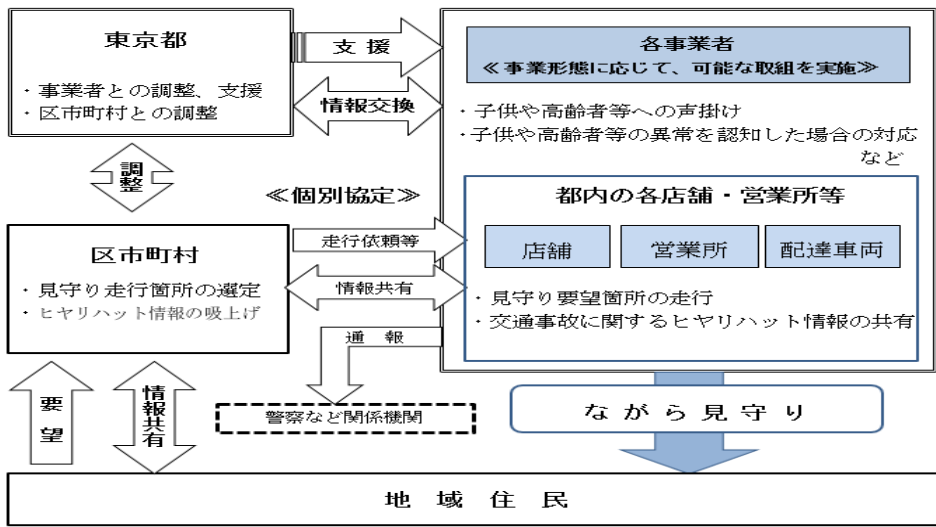 東京都
・事業者との調整、支援
・区市町村との調整
支援
情報交換
各事業者
≪事業形態に応じて、可能な取組を実施≫
・子供や高齢者等への声掛け
・子供や高齢者等の異常を認知した場合の対応
など
調整
≪個別協定≫
都内の各店舗・営業所等
店舗
営業所
配達車両
・見守り要望箇所の走行
・交通事故に関するヒヤリハット情報の共有
区市町村
・見守り走行箇所の選定
・ヒヤリハット情報の吸上げ
走行依頼等
情報共有
通報
警察など関係機関
要望
情報共有
ながら見守り
地域住民